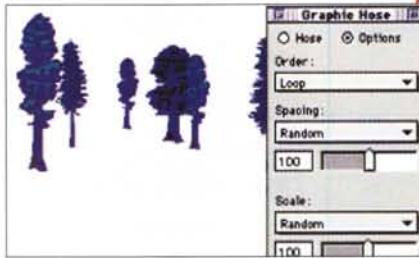 Graphic Hose
Hose Options
Order:
Loop
Spacing:
Random
100
Scale:
Random
100